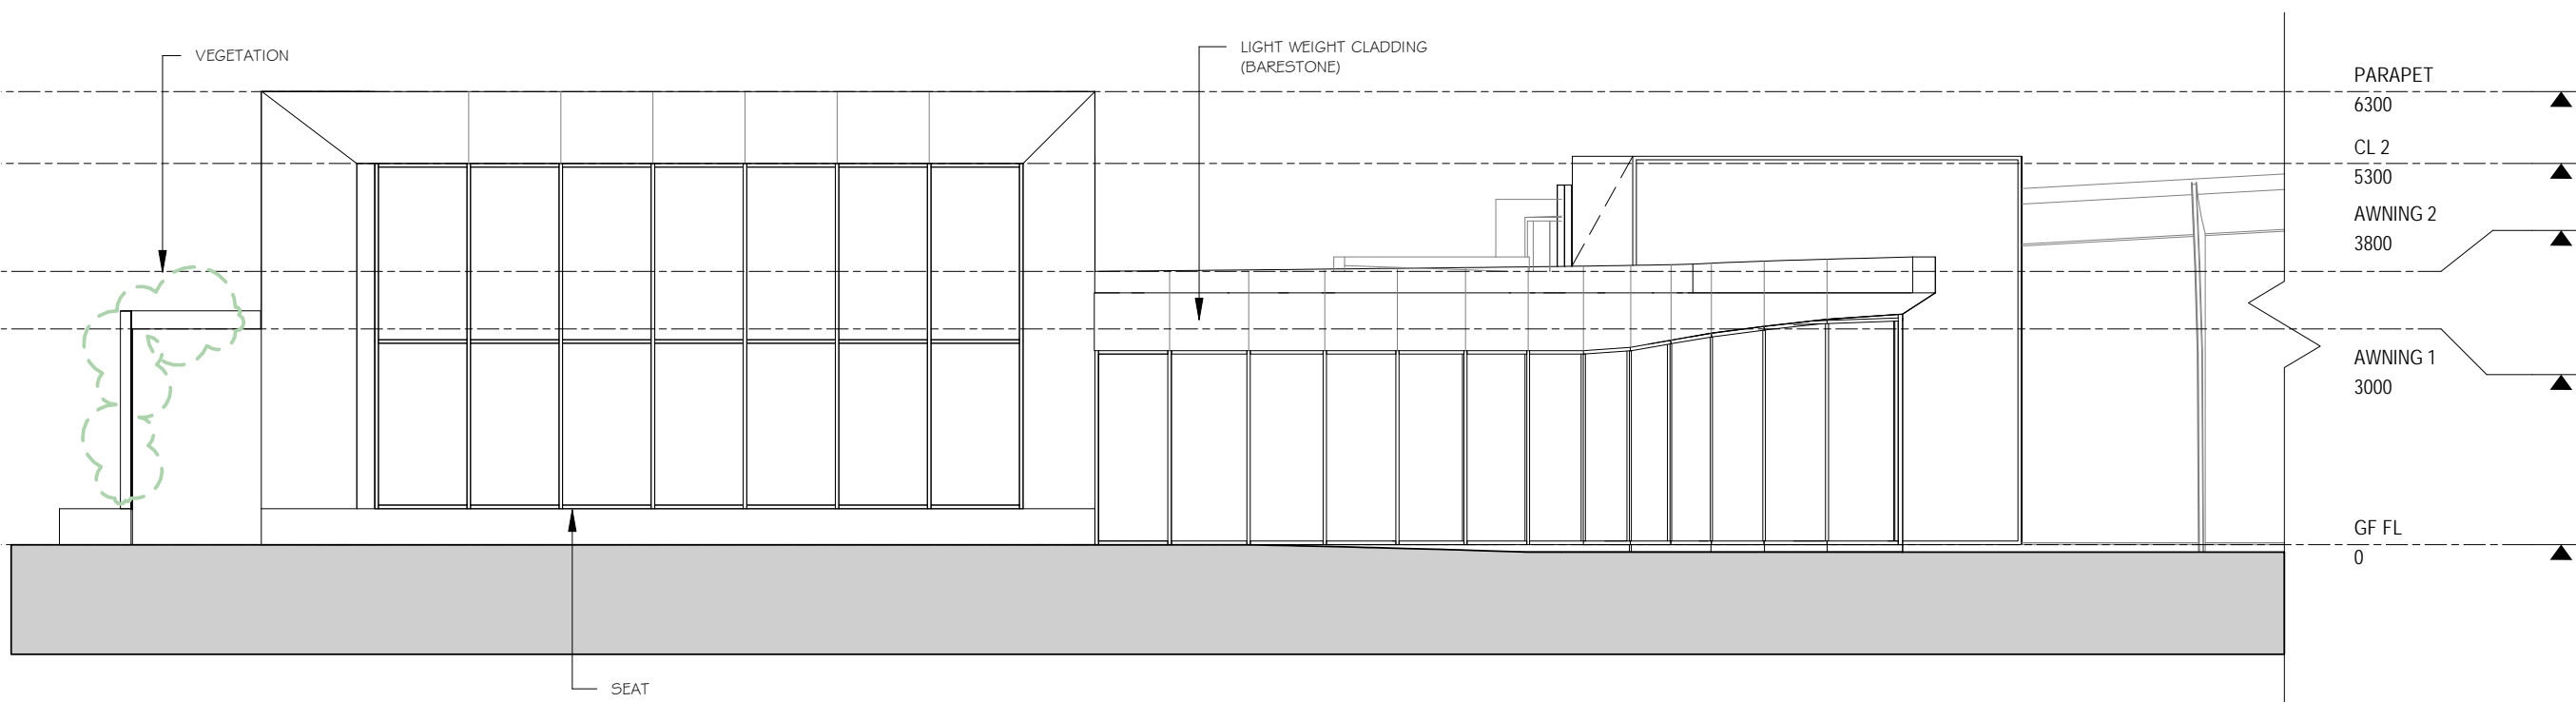 VEGETATION
LIGHT WEIGHT CLADDING
(BARESTONE)
PARAPET
6300
CL 2
5300
AWNING 2
3800
AWNING 1
3000
GF FL
0
SEAT